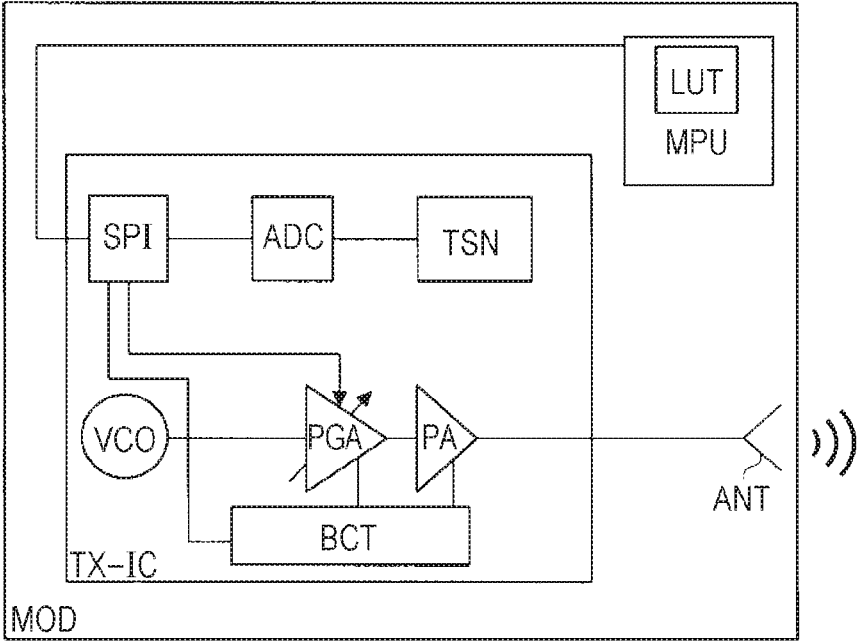 LUT
MPU
SPI
ADC
TSN
VCO
PGA
PA
ANT
BCT
TX-IC
MOD